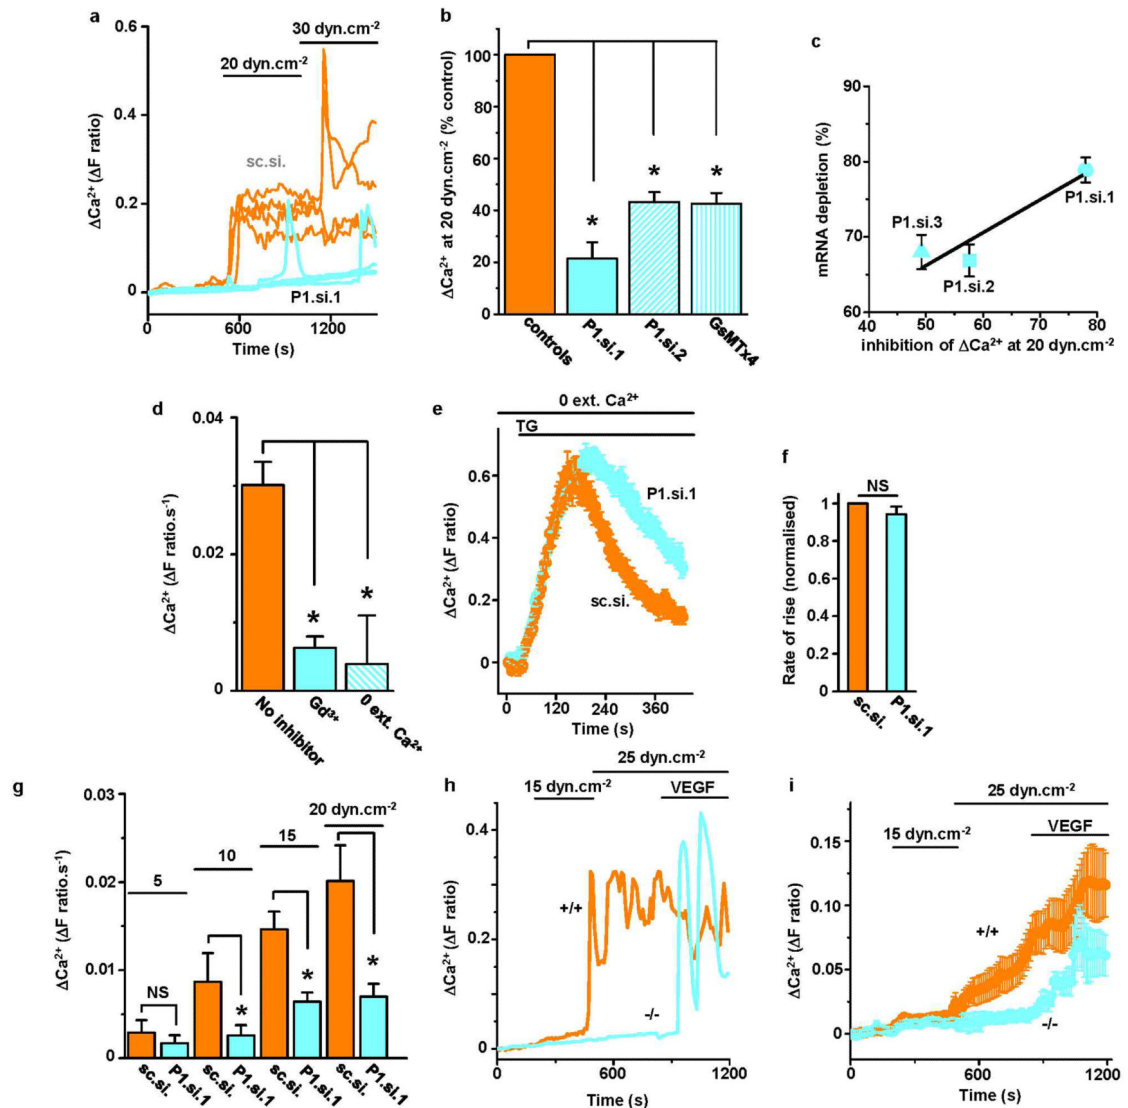 a
0.6
0.4
0.2
0
ΔCa²⁺ (ΔF ratio)
30 dyn.cm⁻²
20 dyn.cm⁻²
sc.si.
P1.si.1
0 600 1200
Time (s)
b
100
80
60
40
20
0
ΔCa²⁺ at 20 dyn.cm⁻² (% control)
* * *
controls P1.si.1 P1.si.2 GsMTx4
c
90
80
70
60
mRNA depletion (%)
P1.si.3
P1.si.2
P1.si.1
40 50 60 70 80
inhibition of ΔCa²⁺ at 20 dyn.cm⁻²
d
0.04
0.02
0
ΔCa²⁺ (ΔF ratio.s⁻¹)
* *
No inhibitor Gd³⁺ 0 ext. Ca²⁺
e
0 ext. Ca²⁺
TG
0.6
0.4
0.2
0
ΔCa²⁺ (ΔF ratio)
P1.si.1
sc.si.
0 120 240 360
Time (s)
f
NS
1
0.8
0.6
0.4
0.2
0
Rate of rise (normalised)
sc.si. P1.si.1
g
0.03
0.02
0.01
0
ΔCa²⁺ (ΔF ratio.s⁻¹)
5
10
15
20 dyn.cm⁻²
NS * * *
sc.si. P1.si.1 sc.si. P1.si.1 sc.si. P1.si.1 sc.si. P1.si.1
h
25 dyn.cm⁻²
15 dyn.cm⁻²
VEGF
0.4
0.2
0
ΔCa²⁺ (ΔF ratio)
+/+
-/-
0 600 1200
Time (s)
i
25 dyn.cm⁻²
15 dyn.cm⁻²
VEGF
0.15
0.10
0.05
0
ΔCa²⁺ (ΔF ratio)
+/+
-/-
0 600 1200
Time (s)